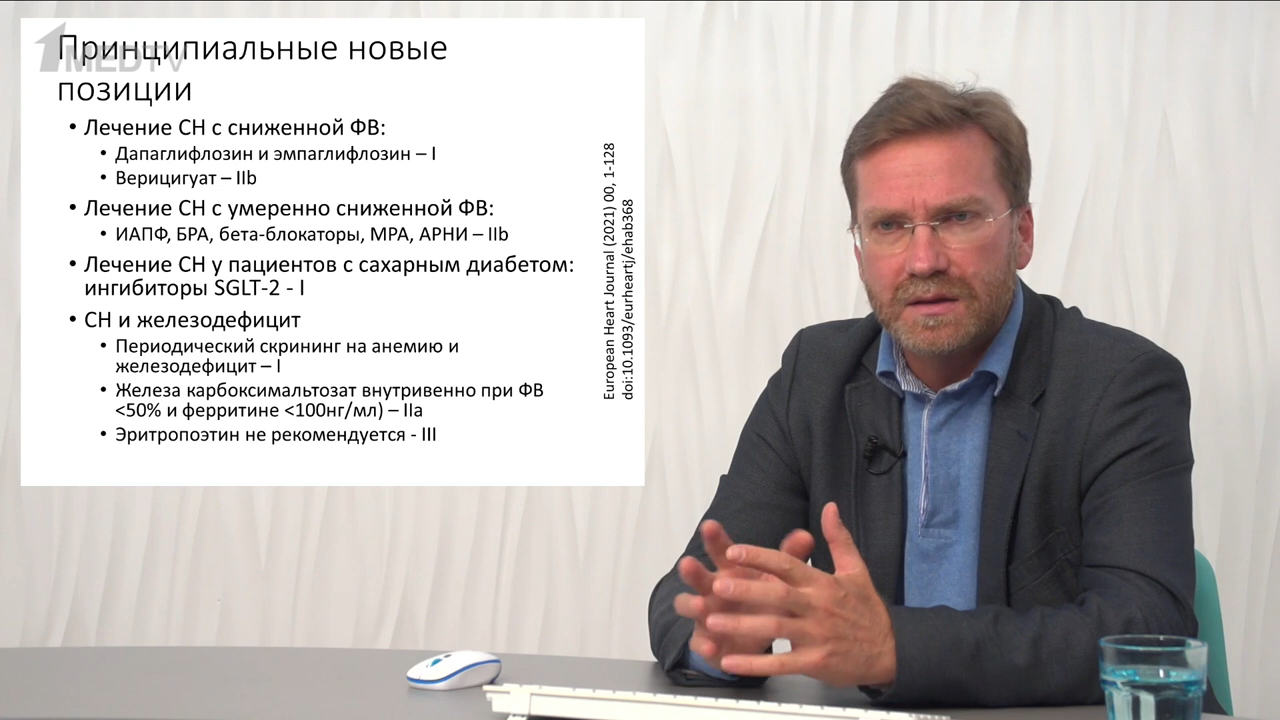 Принципиальные новые
позиции
1MEDTV
• Лечение СН с сниженной ФВ:
• Дапаглифлозин и эмпаглифлозин – I
• Верицигуат – IIb
• Лечение СН с умеренно сниженной ФВ:
• ИАПФ, БРА, бета-блокаторы, МРА, АРНИ – IIb
• Лечение СН у пациентов с сахарным диабетом:
ингибиторы SGLT-2 - I
• СН и железодефицит
• Периодический скрининг на анемию и
железодефицит – I
• Железа карбоксимальтозат внутривенно при ФВ
<50% и ферритине <100нг/мл) – IIa
• Эритропоэтин не рекомендуется - III
European Heart Journal (2021) 00, 1-128
doi:10.1093/eurheartj/ehab368